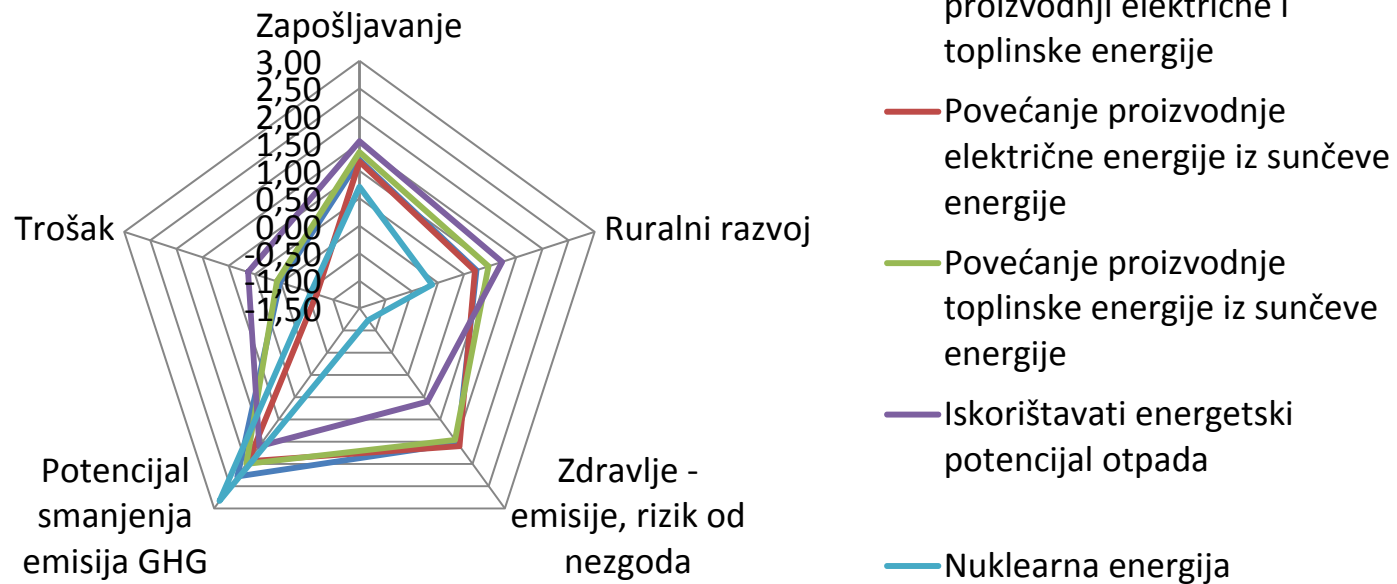 Zapošljavanje
3,00
2,50
2,00
1,50
1,00
0,50
0,00
-0,50
-1,00
-1,50
Trošak
Ruralni razvoj
Potencijal
smanjenja
emisija GHG
Zdravlje -
emisije, rizik od
nezgoda
proizvodnji električne i
toplinske energije
Povećanje proizvodnje
električne energije iz sunčeve
energije
Povećanje proizvodnje
toplinske energije iz sunčeve
energije
Iskorištavati energetski
potencijal otpada
Nuklearna energija